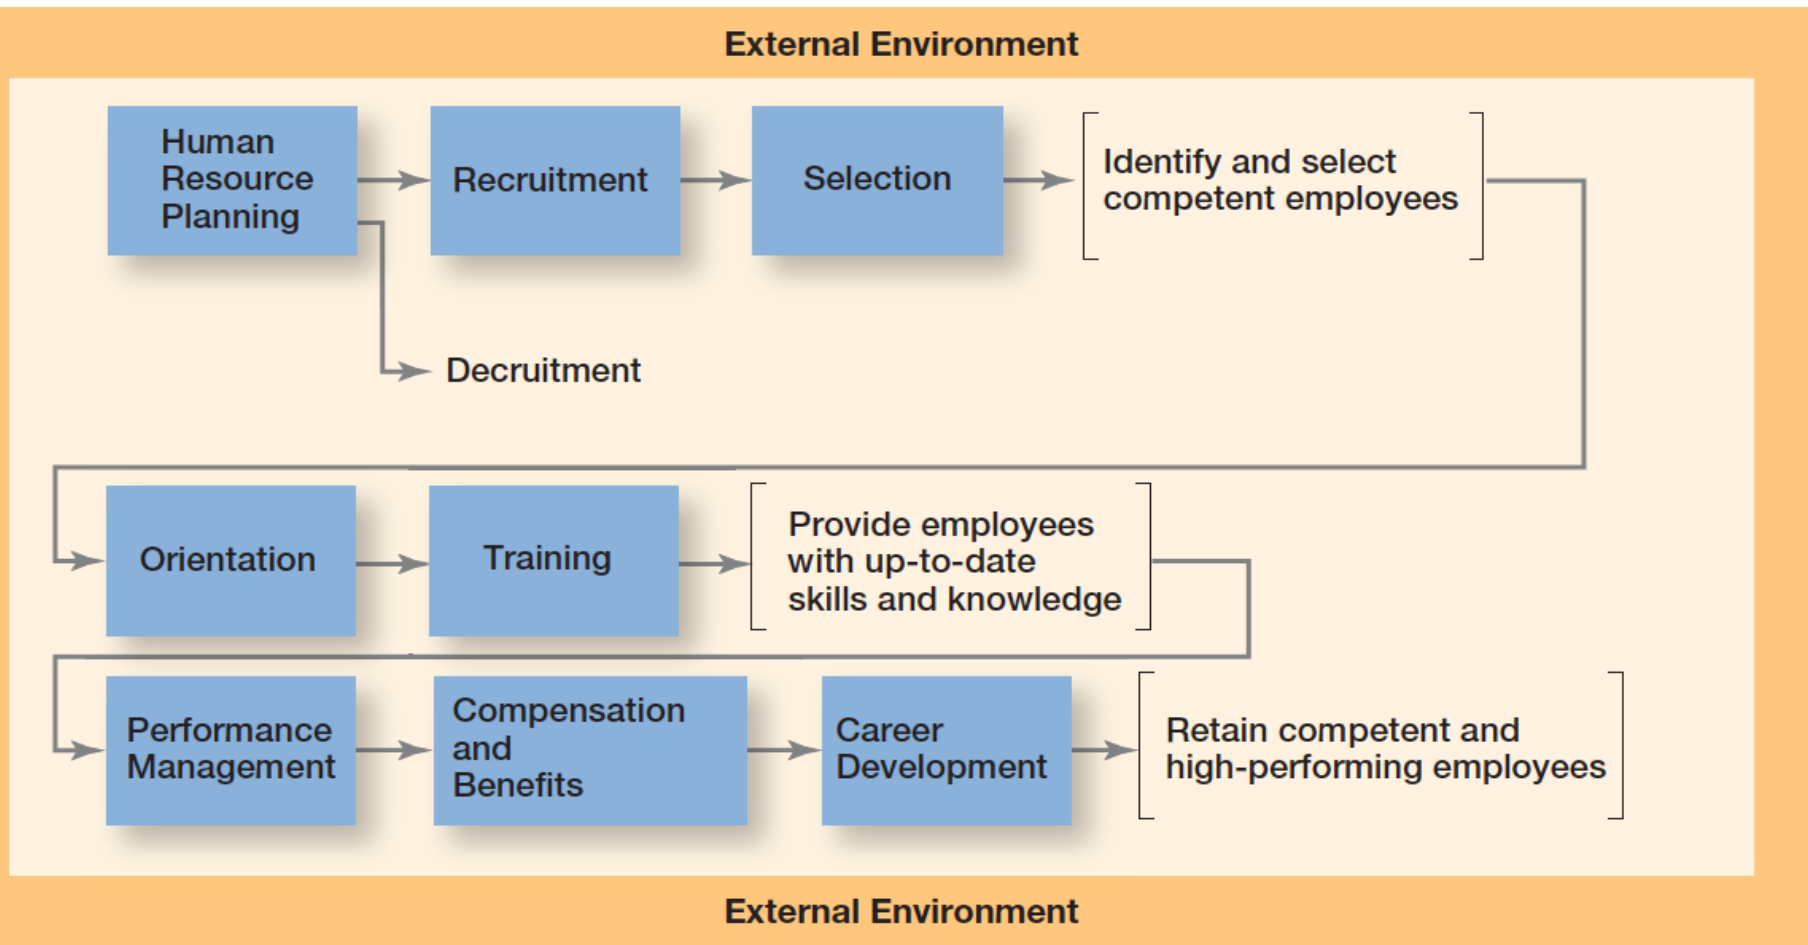 External Environment
Human
Resource
Planning
Recruitment
Selection
Identify and select
competent employees
Decruitment
Orientation
Training
Provide employees
with up-to-date
skills and knowledge
Performance
Management
Compensation
and
Benefits
Career
Development
Retain competent and
high-performing employees
External Environment